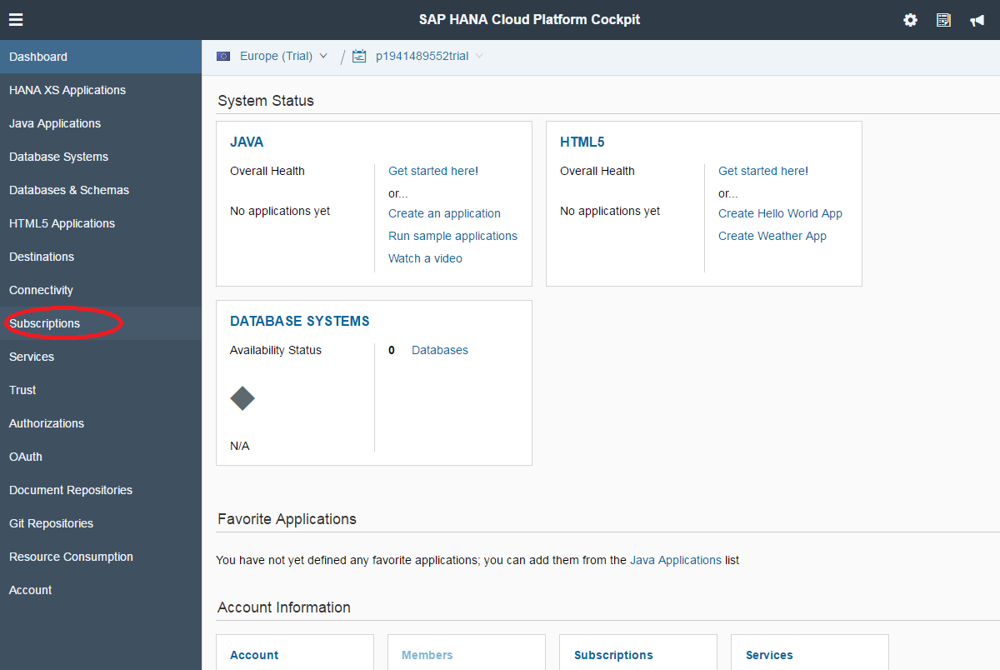 SAP HANA Cloud Platform Cockpit
Dashboard
HANA XS Applications
Java Applications
Database Systems
Databases & Schemas
HTML5 Applications
Destinations
Connectivity
Subscriptions
Services
Trust
Authorizations
OAuth
Document Repositories
Git Repositories
Resource Consumption
Account
Europe (Trial) / p1941489552trial
System Status
JAVA
Overall Health
No applications yet
Get started here!
or...
Create an application
Run sample applications
Watch a video
HTML5
Overall Health
No applications yet
Get started here!
or...
Create Hello World App
Create Weather App
DATABASE SYSTEMS
Availability Status
N/A
0 Databases
Favorite Applications
You have not yet defined any favorite applications; you can add them from the Java Applications list
Account Information
Account
Members
Subscriptions
Services